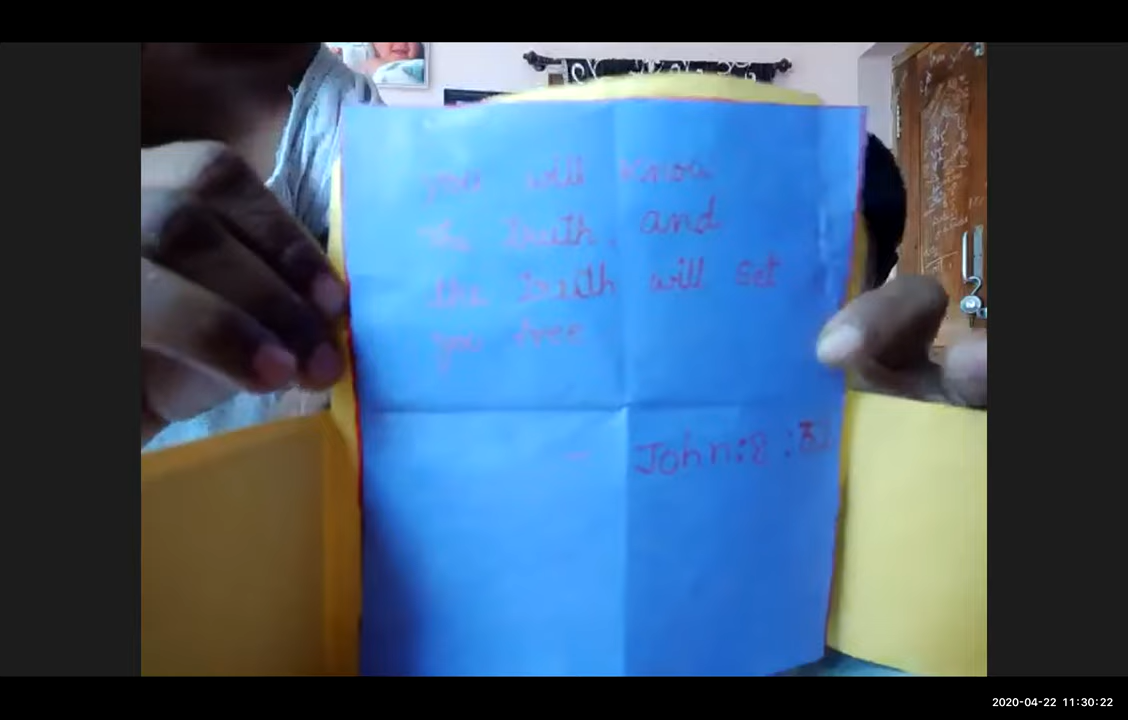 you will know
the truth, and
the truth will set
you free
- John:8:32
2020-04-22 11:30:22